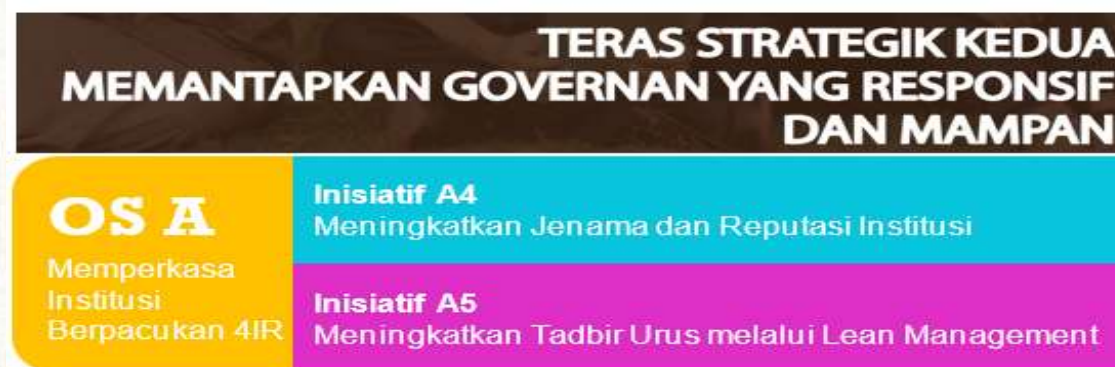 TERAS STRATEGIK KEDUA
MEMANTAPKAN GOVERNAN YANG RESPONSIF
DAN MAMPAN
OS A
Memperkasa
Institusi
Berpacukan 4IR
Inisiatif A4
Meningkatkan Jenama dan Reputasi Institusi
Inisiatif A5
Meningkatkan Tadbir Urus melalui Lean Management